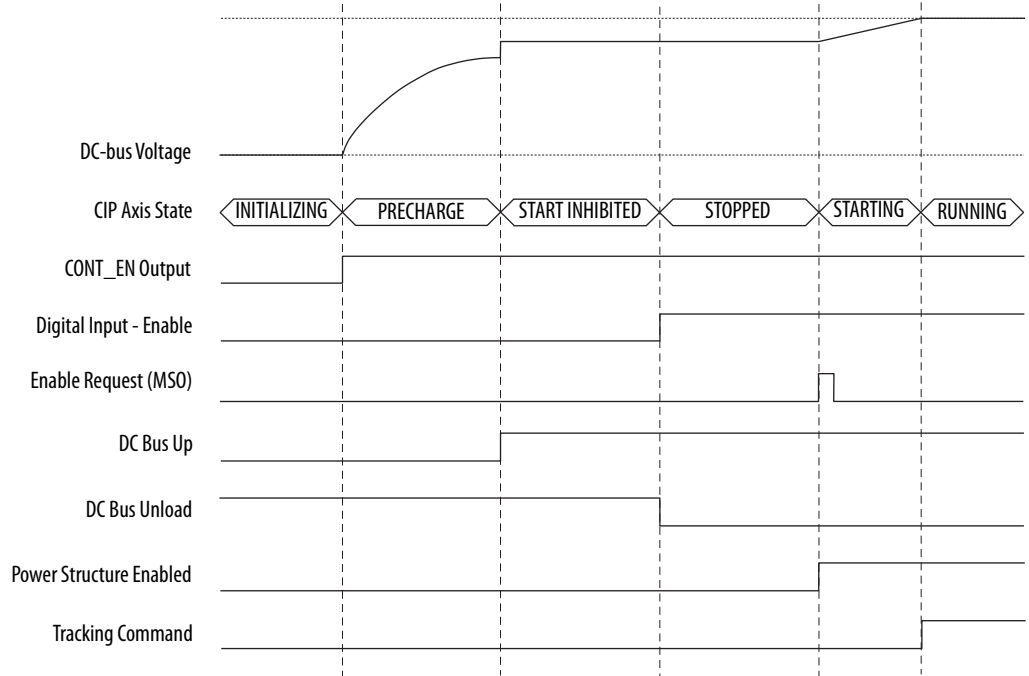 DC-bus Voltage
CIP Axis State
INITIALIZING
PRECHARGE
START INHIBITED
STOPPED
STARTING
RUNNING
CONT_EN Output
Digital Input - Enable
Enable Request (MSO)
DC Bus Up
DC Bus Unload
Power Structure Enabled
Tracking Command